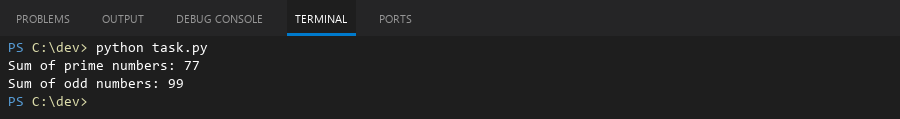 PROBLEMS OUTPUT DEBUG CONSOLE TERMINAL PORTS
PS C:\dev> python task.py
Sum of prime numbers: 77
Sum of odd numbers: 99
PS C:\dev>